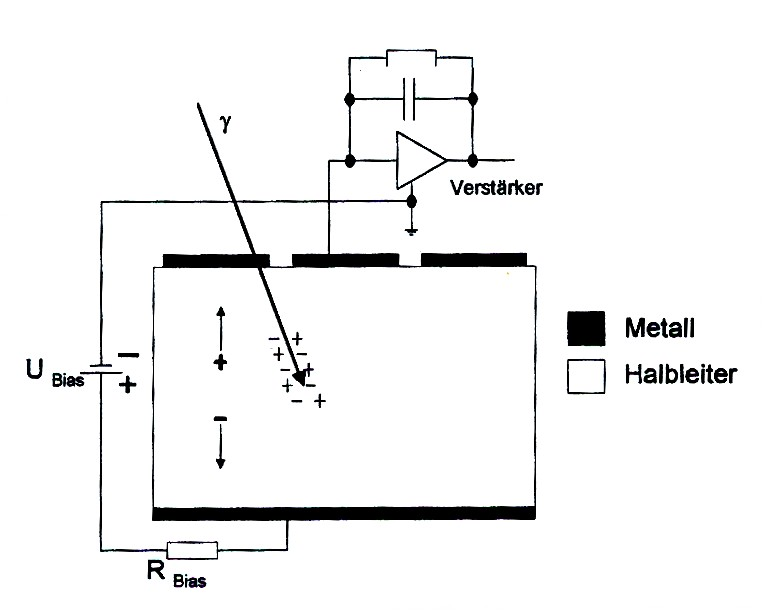 γ
Verstärker
- + 
+ -
- +
+ -
- +
+
-
U Bias
-
+
Metall
Halbleiter
R Bias